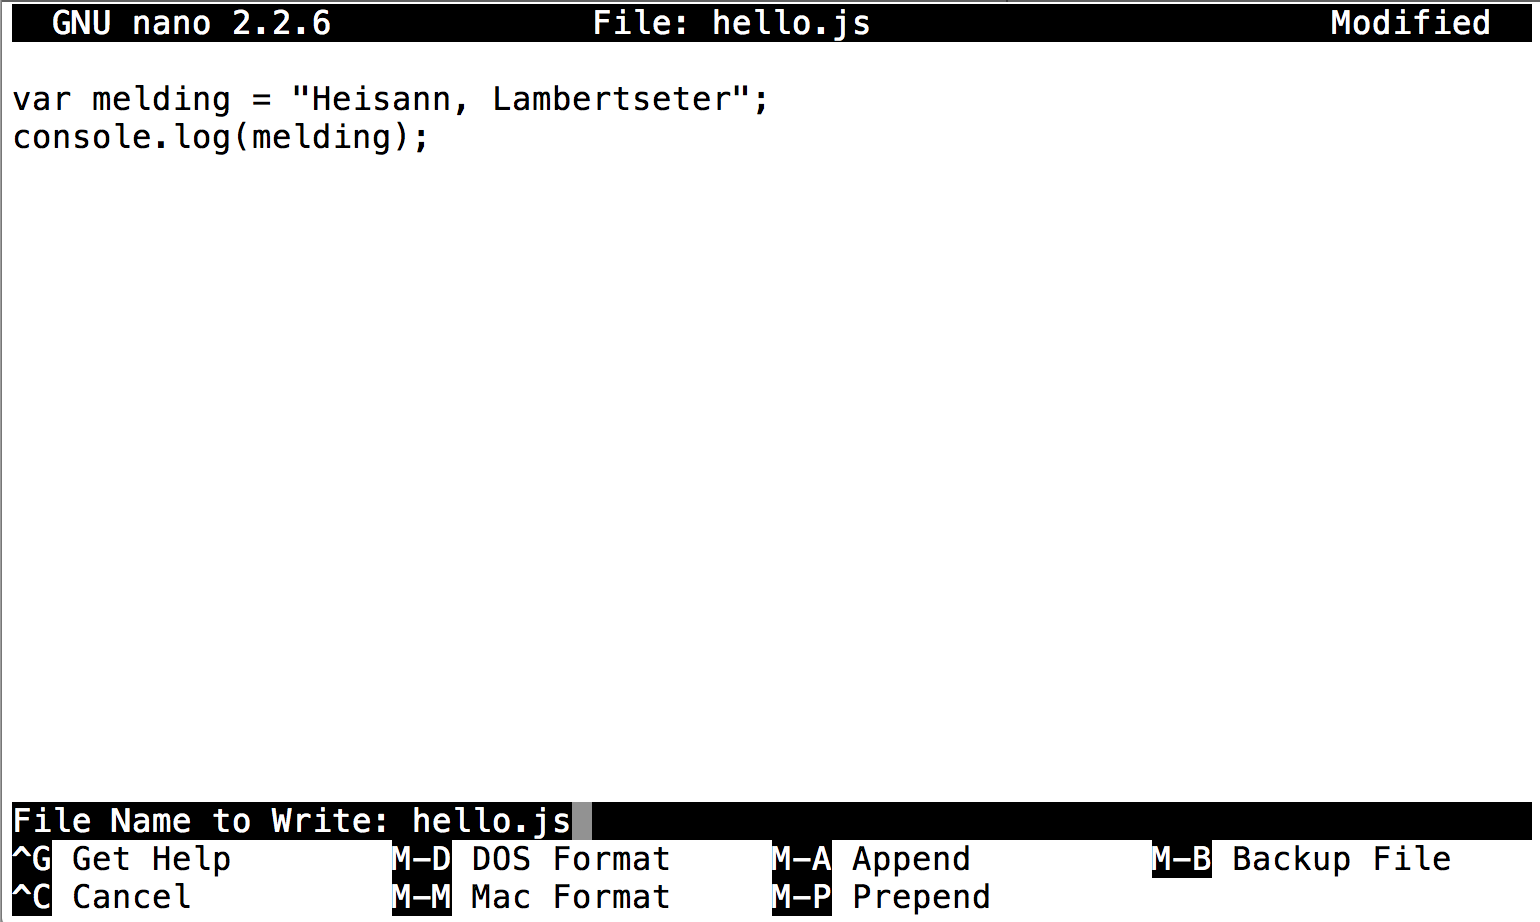 GNU nano 2.2.6 File: hello.js Modified
var melding = "Heisann, Lambertseter";
console.log(melding);
File Name to Write: hello.js
^G Get Help M-D DOS Format M-A Append M-B Backup File
^C Cancel M-M Mac Format M-P Prepend